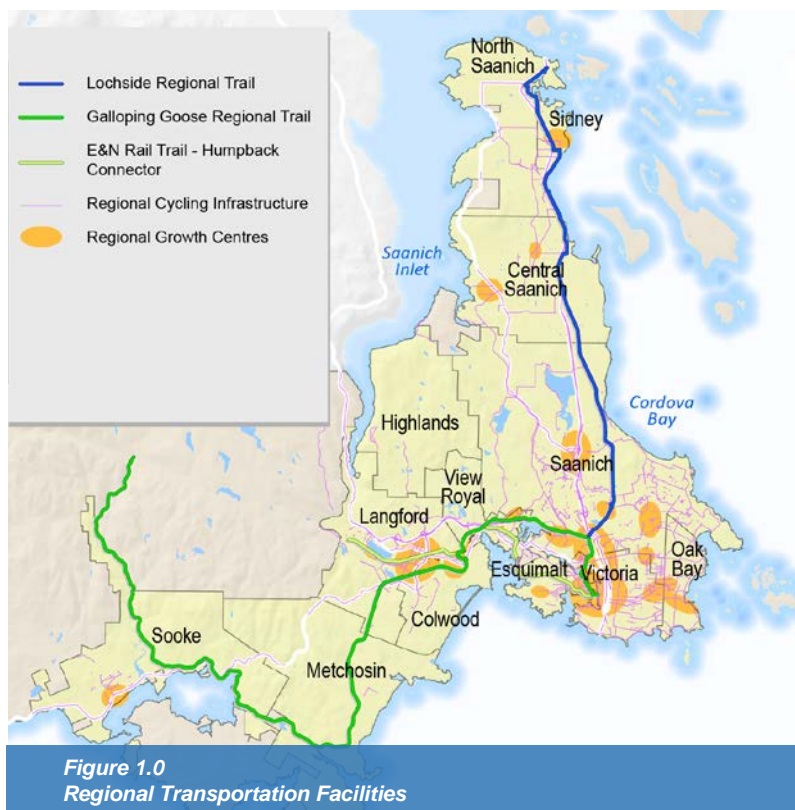 Lochside Regional Trail
Galloping Goose Regional Trail
E&N Rail Trail - Humpback
Connector
Regional Cycling Infrastructure
Regional Growth Centres
North
Saanich
Sidney
Saanich
Inlet
Central
Saanich
Cordova
Bay
Highlands
Saanich
View
Royal
Langford
Esquimalt
Victoria
Oak
Bay
Colwood
Sooke
Metchosin
Figure 1.0
Regional Transportation Facilities